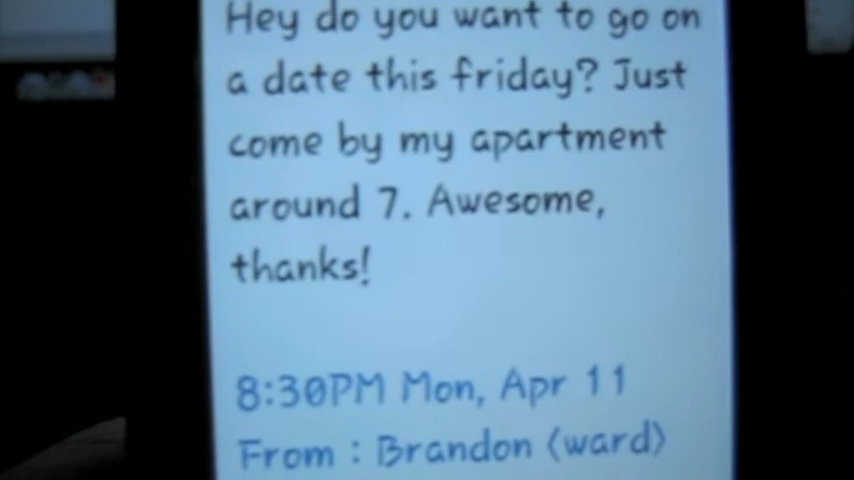 Hey do you want to go on
a date this friday? Just
come by my apartment
around 7. Awesome,
thanks!
8:30PM Mon, Apr 11
From : Brandon (ward)